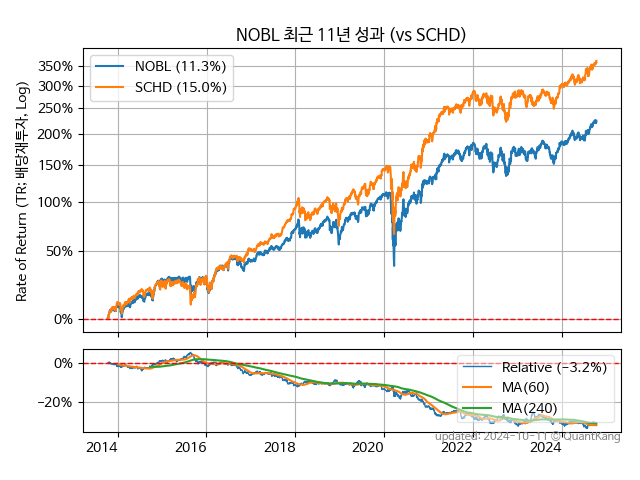 NOBL 최근 11년 성과 (vs SCHD)
NOBL (11.3%)
SCHD (15.0%)
350%
300%
250%
200%
150%
100%
50%
0%
Rate of Return (TR: 배당재투자, Log)
0%
−20%
Relative (−3.2%)
MA(60)
MA(240)
updated: 2024-10-11 © QuantKang
2014
2016
2018
2020
2022
2024